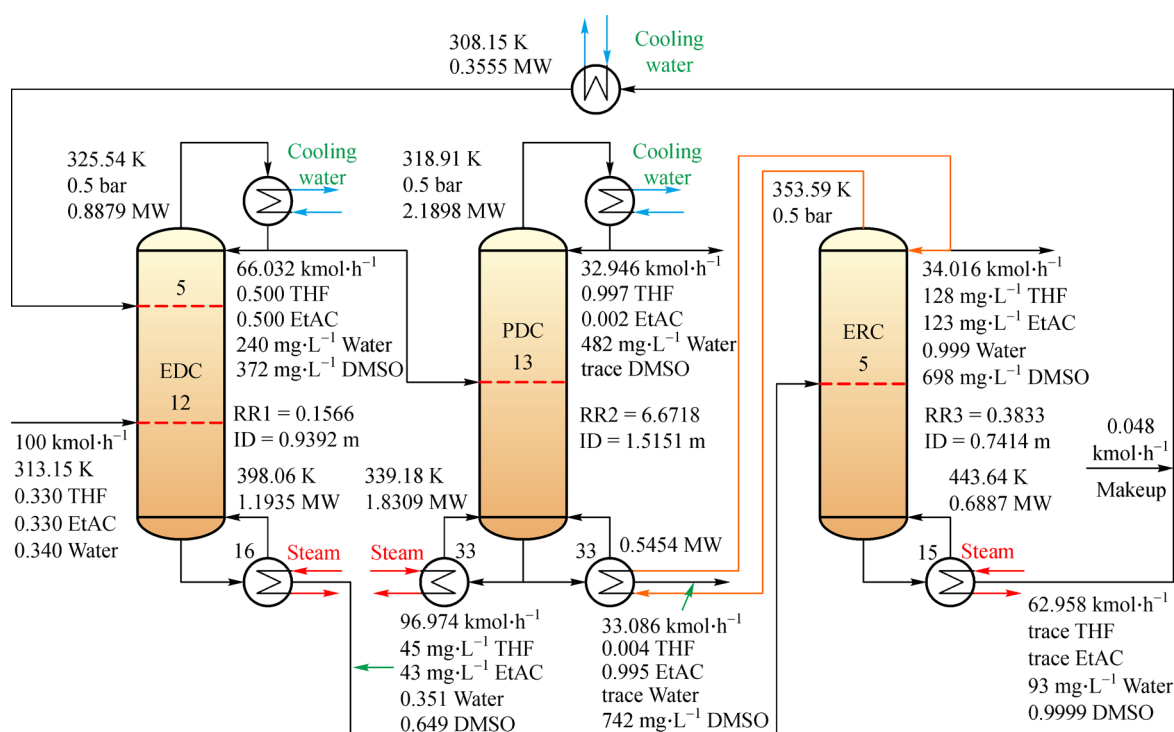 308.15 K
0.3555 MW
Cooling
water
325.54 K
0.5 bar
0.8879 MW
Cooling
water
318.91 K
0.5 bar
2.1898 MW
Cooling
water
353.59 K
0.5 bar
5
EDC
12
66.032 kmol·h⁻¹
0.500 THF
0.500 EtAC
240 mg·L⁻¹ Water
372 mg·L⁻¹ DMSO
RR1 = 0.1566
ID = 0.9392 m
PDC
13
32.946 kmol·h⁻¹
0.997 THF
0.002 EtAC
482 mg·L⁻¹ Water
trace DMSO
RR2 = 6.6718
ID = 1.5151 m
ERC
5
34.016 kmol·h⁻¹
128 mg·L⁻¹ THF
123 mg·L⁻¹ EtAC
0.999 Water
698 mg·L⁻¹ DMSO
RR3 = 0.3833
ID = 0.7414 m
100 kmol·h⁻¹
313.15 K
0.330 THF
0.330 EtAC
0.340 Water
398.06 K
1.1935 MW
16
Steam
339.18 K
1.8309 MW
Steam
33
33
0.5454 MW
443.64 K
0.6887 MW
15
Steam
0.048
kmol·h⁻¹
Makeup
96.974 kmol·h⁻¹
45 mg·L⁻¹ THF
43 mg·L⁻¹ EtAC
0.351 Water
0.649 DMSO
33.086 kmol·h⁻¹
0.004 THF
0.995 EtAC
trace Water
742 mg·L⁻¹ DMSO
62.958 kmol·h⁻¹
trace THF
trace EtAC
93 mg·L⁻¹ Water
0.9999 DMSO